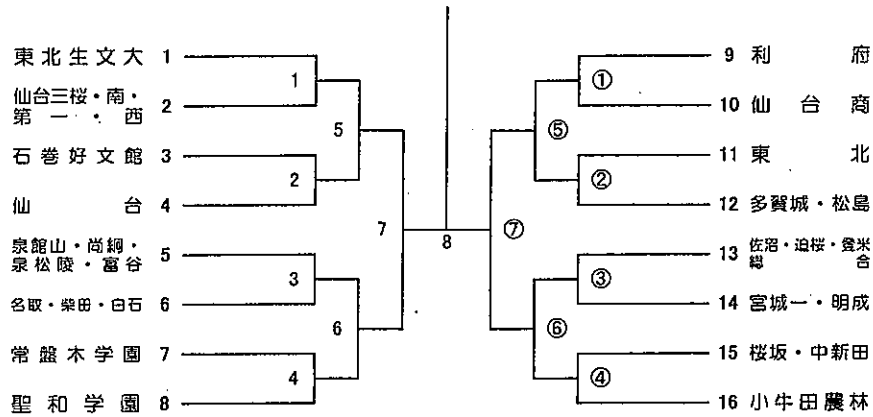 東北生文大 1
仙台三桜・南・
第一・西 2
石巻好文館 3
仙台 4
泉館山・尚絅・
泉松陵・富谷 5
名取・柴田・白石 6
常盤木学園 7
聖和学園 8
1
2
3
4
5
6
7
8
9 利府
10 仙台商
11 東北
12 多賀城・松島
13 佐沼・迫桜・登米
総合
14 宮城一・明成
15 桜坂・中新田
16 小牛田農林
①
②
③
④
⑤
⑥
⑦